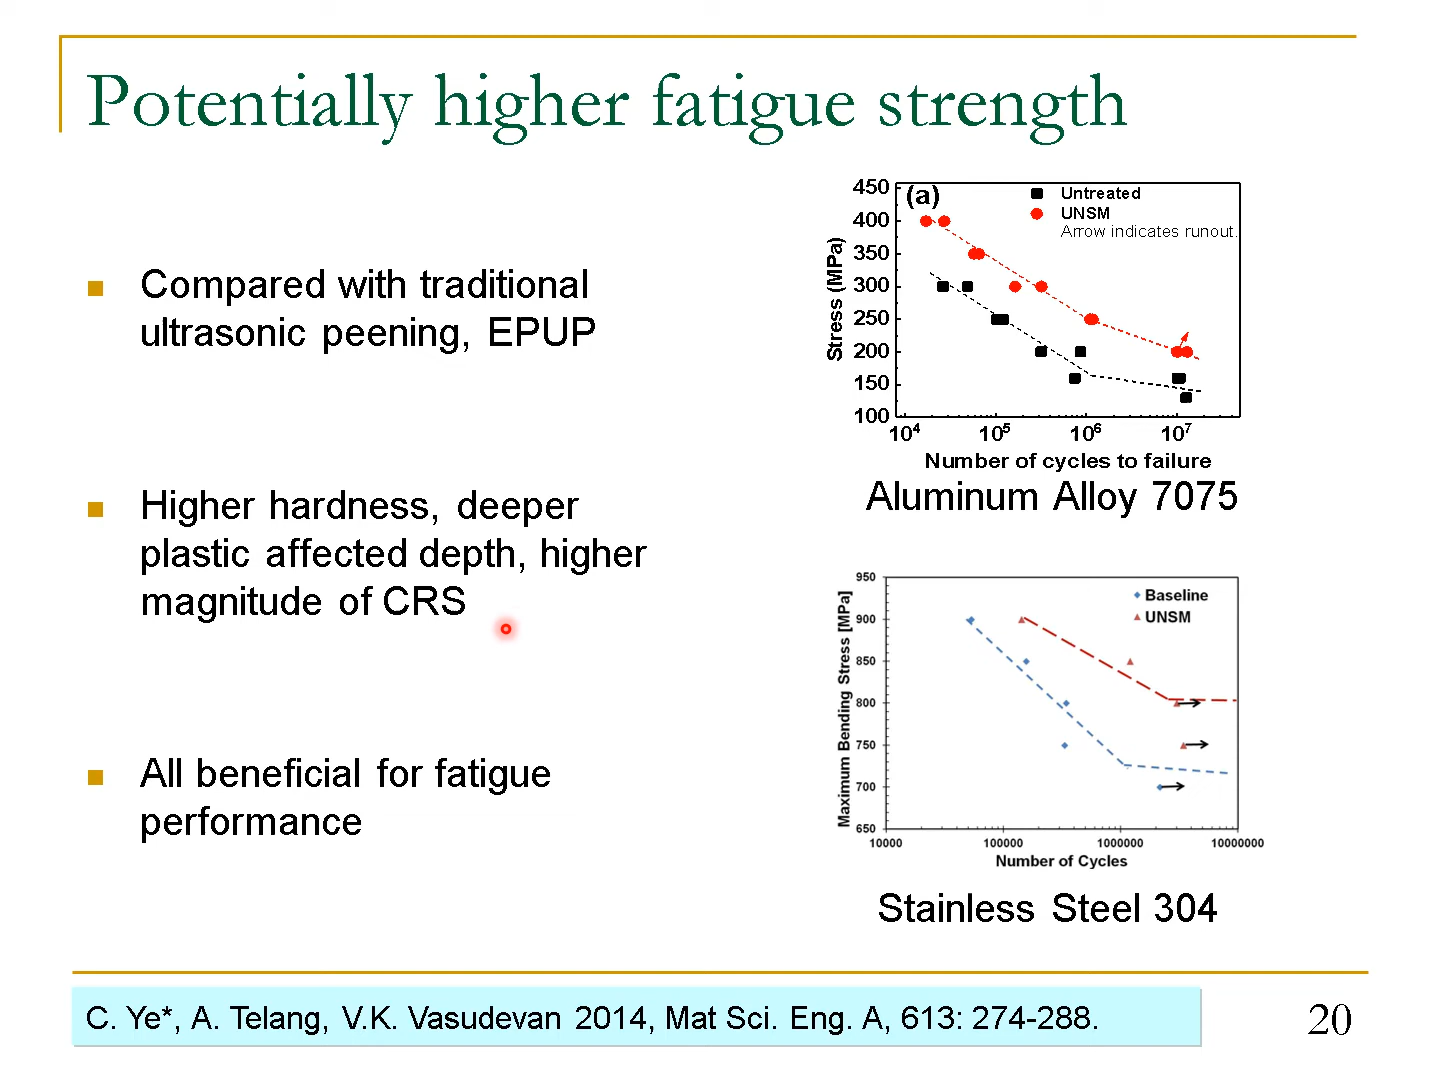 Potentially higher fatigue strength
Compared with traditional
ultrasonic peening, EPUP
Higher hardness, deeper
plastic affected depth, higher
magnitude of CRS
All beneficial for fatigue
performance
(a)
Untreated
UNSM
Arrow indicates runout.
Stress (MPa)
450
400
350
300
250
200
150
100
10⁴ 10⁵ 10⁶ 10⁷
Number of cycles to failure
Aluminum Alloy 7075
Baseline
UNSM
Maximum Bending Stress [MPa]
950
900
850
800
750
700
650
10000 100000 1000000 10000000
Number of Cycles
Stainless Steel 304
C. Ye*, A. Telang, V.K. Vasudevan 2014, Mat Sci. Eng. A, 613: 274-288.
20